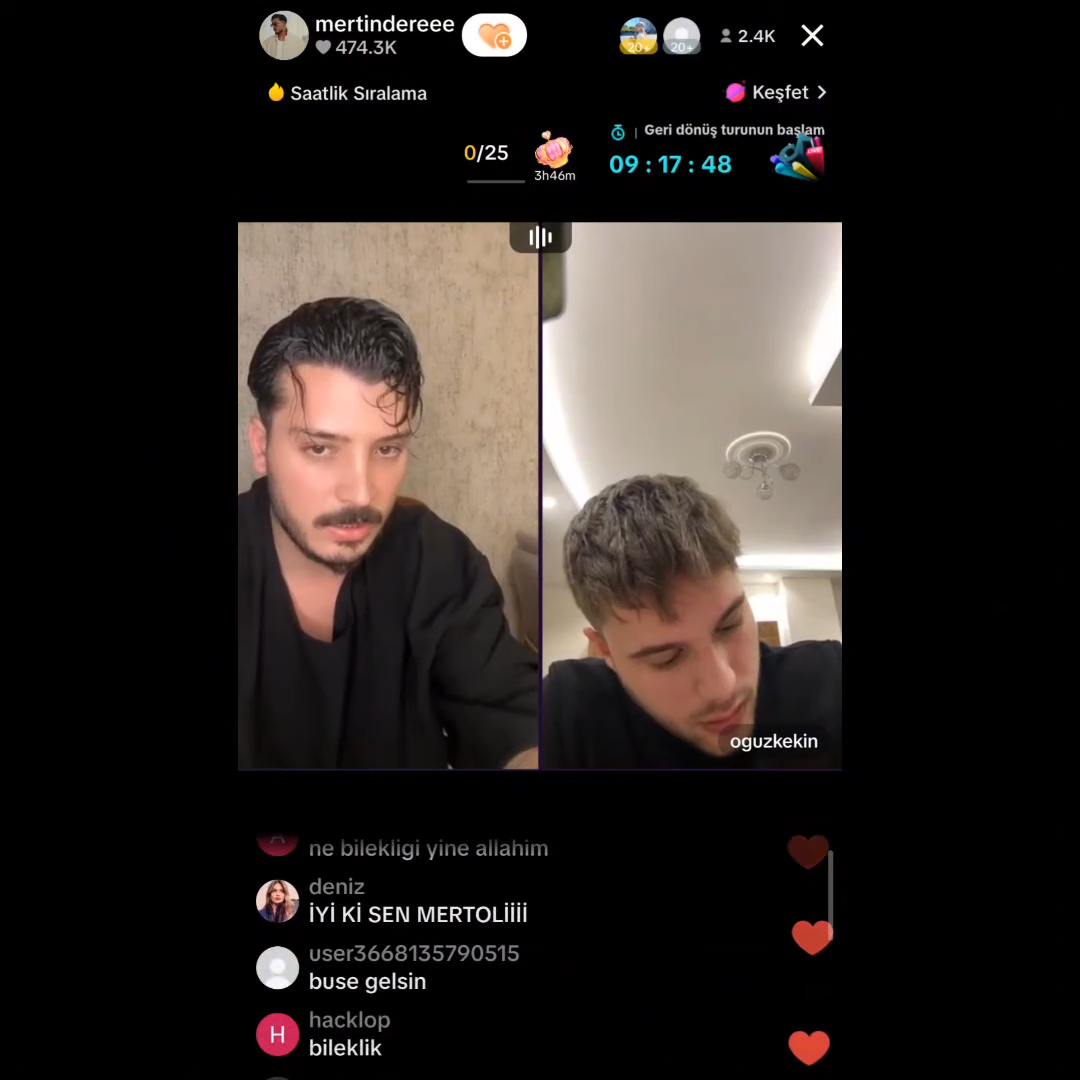 mertindereee
474.3K
20+
20+
2.4K
Saatlik Sıralama
Keşfet
0/25
3h46m
Geri dönüş turunun başlam
09 : 17 : 48
LIVE
oguzkekin
A
ne bilekligi yine allahim
deniz
İYİ Kİ SEN MERTOLİİİİ
user3668135790515
buse gelsin
H
hacklop
bileklik